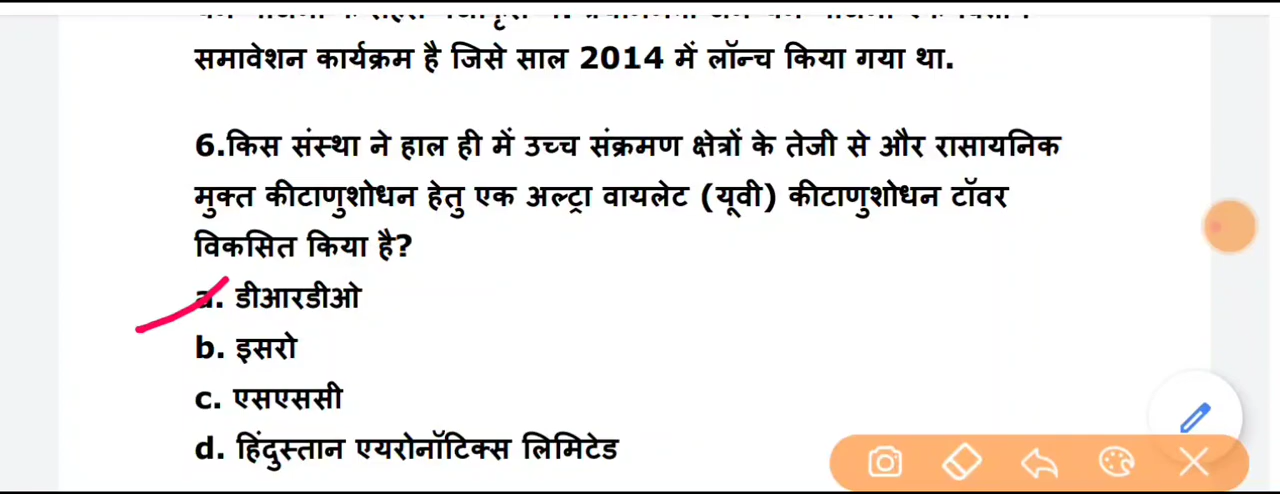 समावेशन कार्यक्रम है जिसे साल 2014 में लॉन्च किया गया था.
6.किस संस्था ने हाल ही में उच्च संक्रमण क्षेत्रों के तेजी से और रासायनिक
मुक्त कीटाणुशोधन हेतु एक अल्ट्रा वायलेट (यूवी) कीटाणुशोधन टॉवर
विकसित किया है?
a. डीआरडीओ
b. इसरो
c. एसएससी
d. हिंदुस्तान एयरोनॉटिक्स लिमिटेड